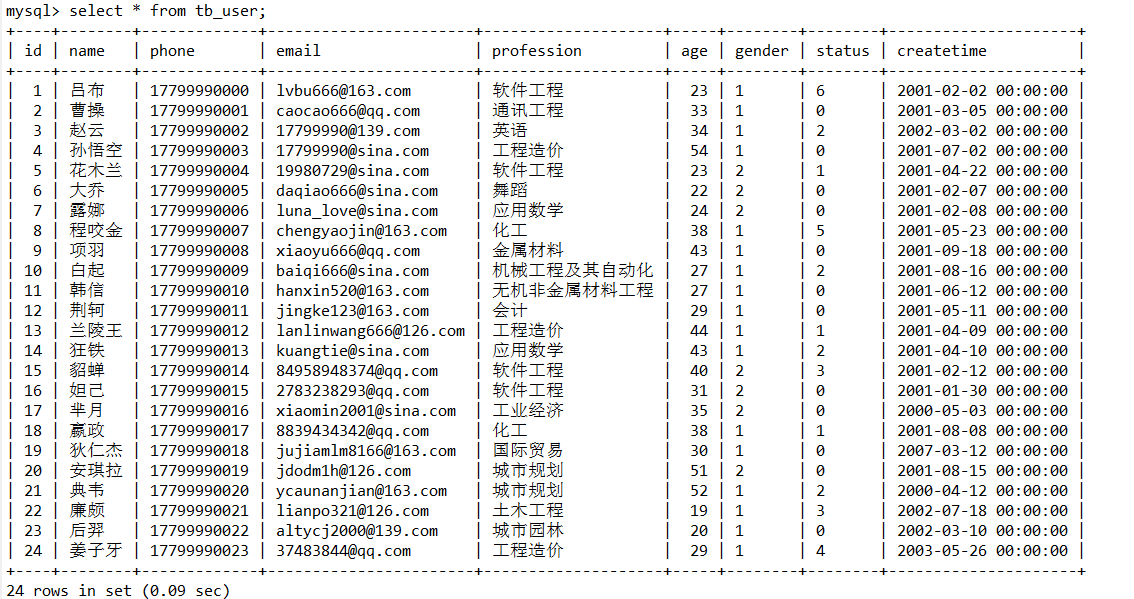 mysql> select * from tb_user;
+----+--------+-------------+-----------------------+----------------------+------+--------+--------+---------------------+
| id | name | phone | email | profession | age | gender | status | createtime |
+----+--------+-------------+-----------------------+----------------------+------+--------+--------+---------------------+
| 1 | 吕布 | 17799990000 | lvbu666@163.com | 软件工程 | 23 | 1 | 6 | 2001-02-02 00:00:00 |
| 2 | 曹操 | 17799990001 | caocao666@qq.com | 通讯工程 | 33 | 1 | 0 | 2001-03-05 00:00:00 |
| 3 | 赵云 | 17799990002 | 17799990@139.com | 英语 | 34 | 1 | 2 | 2002-03-02 00:00:00 |
| 4 | 孙悟空 | 17799990003 | 17799990@sina.com | 工程造价 | 54 | 1 | 0 | 2001-07-02 00:00:00 |
| 5 | 花木兰 | 17799990004 | 19980729@sina.com | 软件工程 | 23 | 2 | 1 | 2001-04-22 00:00:00 |
| 6 | 大乔 | 17799990005 | daqiao666@sina.com | 舞蹈 | 22 | 2 | 0 | 2001-02-07 00:00:00 |
| 7 | 露娜 | 17799990006 | luna_love@sina.com | 应用数学 | 24 | 2 | 0 | 2001-02-08 00:00:00 |
| 8 | 程咬金 | 17799990007 | chengyaojin@163.com | 化工 | 38 | 1 | 5 | 2001-05-23 00:00:00 |
| 9 | 项羽 | 17799990008 | xiaoyu666@qq.com | 金属材料 | 43 | 1 | 0 | 2001-09-18 00:00:00 |
| 10 | 白起 | 17799990009 | baiqi666@sina.com | 机械工程及其自动化 | 27 | 1 | 2 | 2001-08-16 00:00:00 |
| 11 | 韩信 | 17799990010 | hanxin520@163.com | 无机非金属材料工程 | 27 | 1 | 0 | 2001-06-12 00:00:00 |
| 12 | 荆轲 | 17799990011 | jingke123@163.com | 会计 | 29 | 1 | 0 | 2001-05-11 00:00:00 |
| 13 | 兰陵王 | 17799990012 | lanlinwang666@126.com | 工程造价 | 44 | 1 | 1 | 2001-04-09 00:00:00 |
| 14 | 狂铁 | 17799990013 | kuangtie@sina.com | 应用数学 | 43 | 1 | 2 | 2001-04-10 00:00:00 |
| 15 | 貂蝉 | 17799990014 | 84958948374@qq.com | 软件工程 | 40 | 2 | 3 | 2001-02-12 00:00:00 |
| 16 | 妲己 | 17799990015 | 2783238293@qq.com | 软件工程 | 31 | 2 | 0 | 2001-01-30 00:00:00 |
| 17 | 芈月 | 17799990016 | xiaomin2001@sina.com | 工业经济 | 35 | 2 | 0 | 2000-05-03 00:00:00 |
| 18 | 嬴政 | 17799990017 | 8839434342@qq.com | 化工 | 38 | 1 | 1 | 2001-08-08 00:00:00 |
| 19 | 狄仁杰 | 17799990018 | jujiamlm8166@163.com | 国际贸易 | 30 | 1 | 0 | 2007-03-12 00:00:00 |
| 20 | 安琪拉 | 17799990019 | jdodm1h@126.com | 城市规划 | 51 | 2 | 0 | 2001-08-15 00:00:00 |
| 21 | 典韦 | 17799990020 | ycaunanjian@163.com | 城市规划 | 52 | 1 | 2 | 2000-04-12 00:00:00 |
| 22 | 廉颇 | 17799990021 | lianpo321@126.com | 土木工程 | 19 | 1 | 3 | 2002-07-18 00:00:00 |
| 23 | 后羿 | 17799990022 | altycj2000@139.com | 城市园林 | 20 | 1 | 0 | 2002-03-10 00:00:00 |
| 24 | 姜子牙 | 17799990023 | 37483844@qq.com | 工程造价 | 29 | 1 | 4 | 2003-05-26 00:00:00 |
+----+--------+-------------+-----------------------+----------------------+------+--------+--------+---------------------+
24 rows in set (0.09 sec)